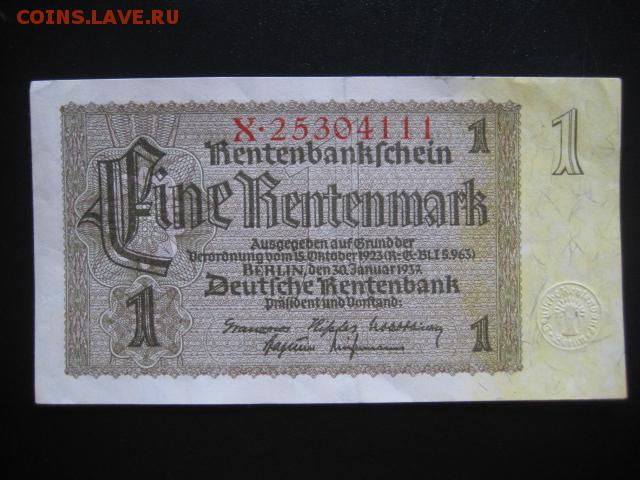 COINS.LAVE.RU
X·25304111
1
1
Rentenbankschein
Eine Rentenmark
Ausgegeben auf Grund der
Verordnung vom 15. Oktober 1923 (R.-G.-Bl. I S. 963)
BERLIN, den 30. Januar 1937
Deutsche Rentenbank
Präsident und Vorstand:
1
1